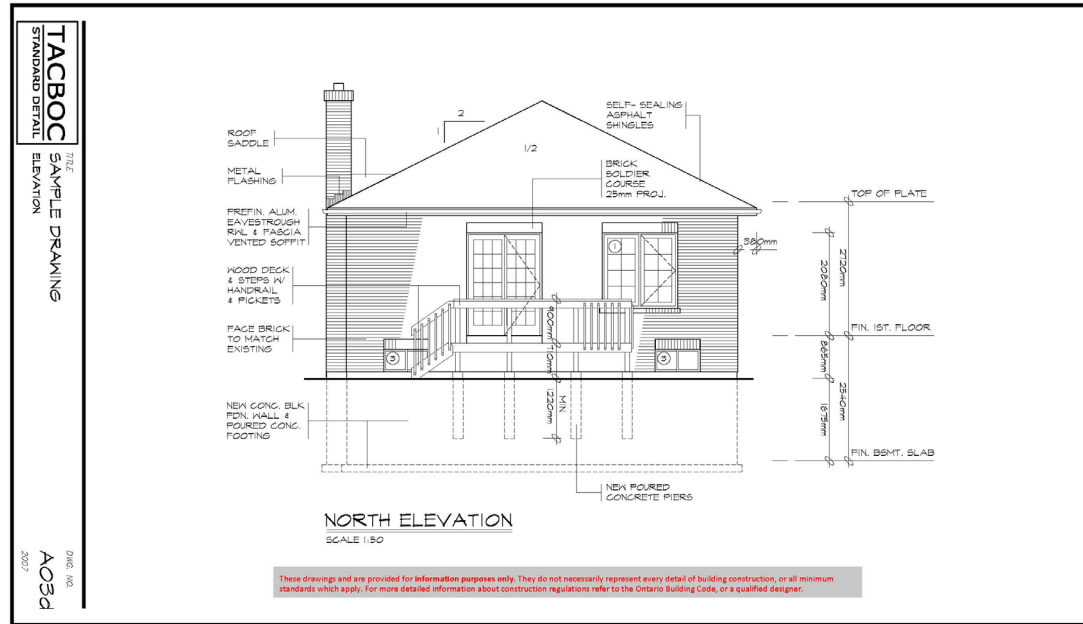 TACBOC
STANDARD DETAIL
TITLE
SAMPLE DRAWING
ELEVATION
DWG. NO.
A03d
2007
ROOF
SADDLE
METAL
FLASHING
PREFIN. ALUM.
EAVESTROUGH
RWL & FASCIA
VENTED SOFFIT
WOOD DECK
& STEPS W/
HANDRAIL
& PICKETS
FACE BRICK
TO MATCH
EXISTING
NEW CONC. BLK
FDN. WALL &
POURED CONC.
FOOTING
2
1
1/2
SELF- SEALING
ASPHALT
SHINGLES
BRICK
SOLDIER
COURSE
25mm PROJ.
1
3
3
900mm
710mm
1220mm
MIN.
NEW POURED
CONCRETE PIERS
380mm
TOP OF PLATE
2080mm
2720mm
FIN. 1ST. FLOOR
865mm
1675mm
2540mm
FIN. BSMT. SLAB
NORTH ELEVATION
SCALE 1:50
These drawings and are provided for information purposes only. They do not necessarily represent every detail of building construction, or all minimum
standards which apply. For more detailed information about construction regulations refer to the Ontario Building Code, or a qualified designer.